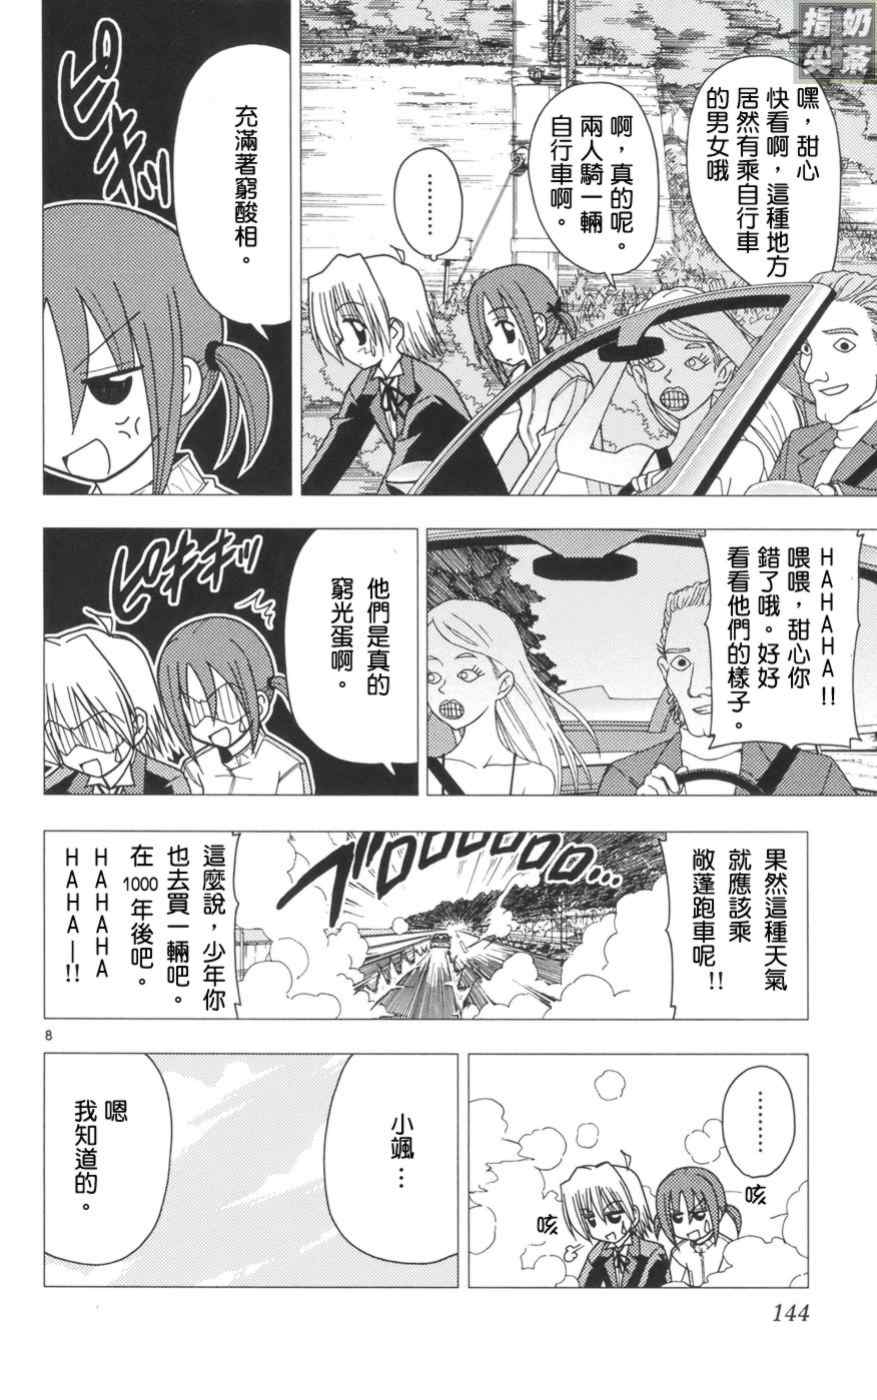 奶茶
指尖
嘿，甜心
快看啊，這種地方
居然有乘自行車
的男女哦
啊，真的呢。
兩人騎一輛
自行車啊。
………
充滿著窮酸相。
ピキッ
HAHAHA!!
喂喂，甜心你
錯了哦。好好
看看他們的樣子。
他們是真的
窮光蛋啊。
ピキキッ
果然這種天氣
就應該乘
敞蓬跑車呢!!
ブロロロロロ…
這麼說，少年你
也去買一輛吧。
在1000年後吧。
HAHAHA
HAHAー!!
8
………
咳
咳
小颯…
嗯
我知道的。
144